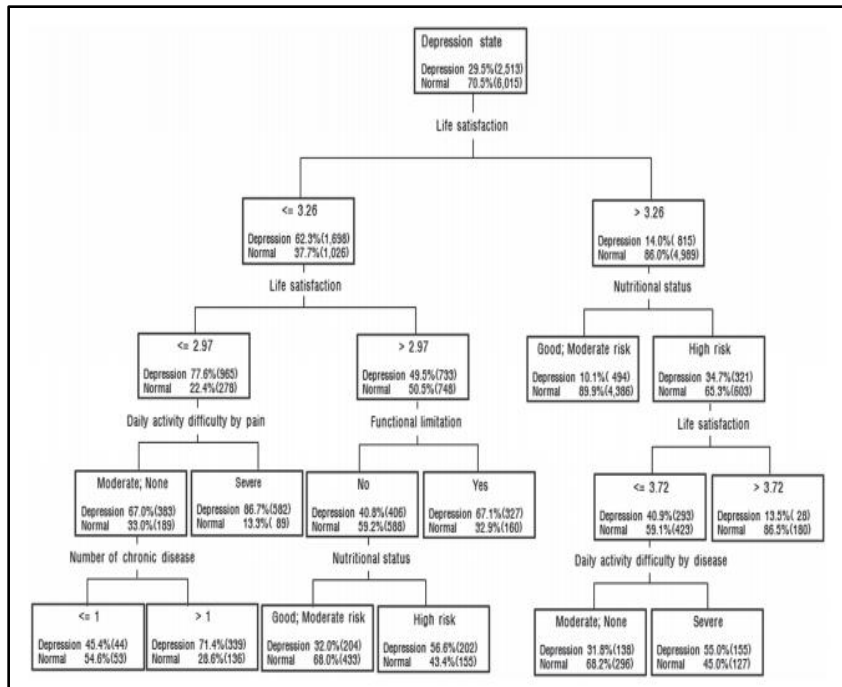 Depression state
Depression 29.5%(2,513)
Normal 70.5%(6,015)
Life satisfaction
<= 3.26
Depression 62.3%(1,698)
Normal 37.7%(1,026)
> 3.26
Depression 14.0%( 815)
Normal 86.0%(4,989)
Life satisfaction
Nutritional status
<= 2.97
Depression 77.6%(965)
Normal 22.4%(278)
> 2.97
Depression 49.5%(733)
Normal 50.5%(748)
Good; Moderate risk
Depression 10.1%( 494)
Normal 89.9%(4,386)
High risk
Depression 34.7%(321)
Normal 65.3%(603)
Daily activity difficulty by pain
Functional limitation
Life satisfaction
Moderate; None
Depression 67.0%(383)
Normal 33.0%(189)
Severe
Depression 86.7%(582)
Normal 13.3%( 89)
No
Depression 40.8%(406)
Normal 59.2%(588)
Yes
Depression 67.1%(327)
Normal 32.9%(160)
<= 3.72
Depression 40.9%(293)
Normal 59.1%(423)
> 3.72
Depression 13.5%( 28)
Normal 86.5%(180)
Number of chronic disease
Nutritional status
Daily activity difficulty by disease
<= 1
Depression 45.4%(44)
Normal 54.6%(53)
> 1
Depression 71.4%(339)
Normal 28.6%(136)
Good; Moderate risk
Depression 32.0%(204)
Normal 68.0%(433)
High risk
Depression 56.6%(202)
Normal 43.4%(155)
Moderate; None
Depression 31.8%(138)
Normal 68.2%(296)
Severe
Depression 55.0%(155)
Normal 45.0%(127)